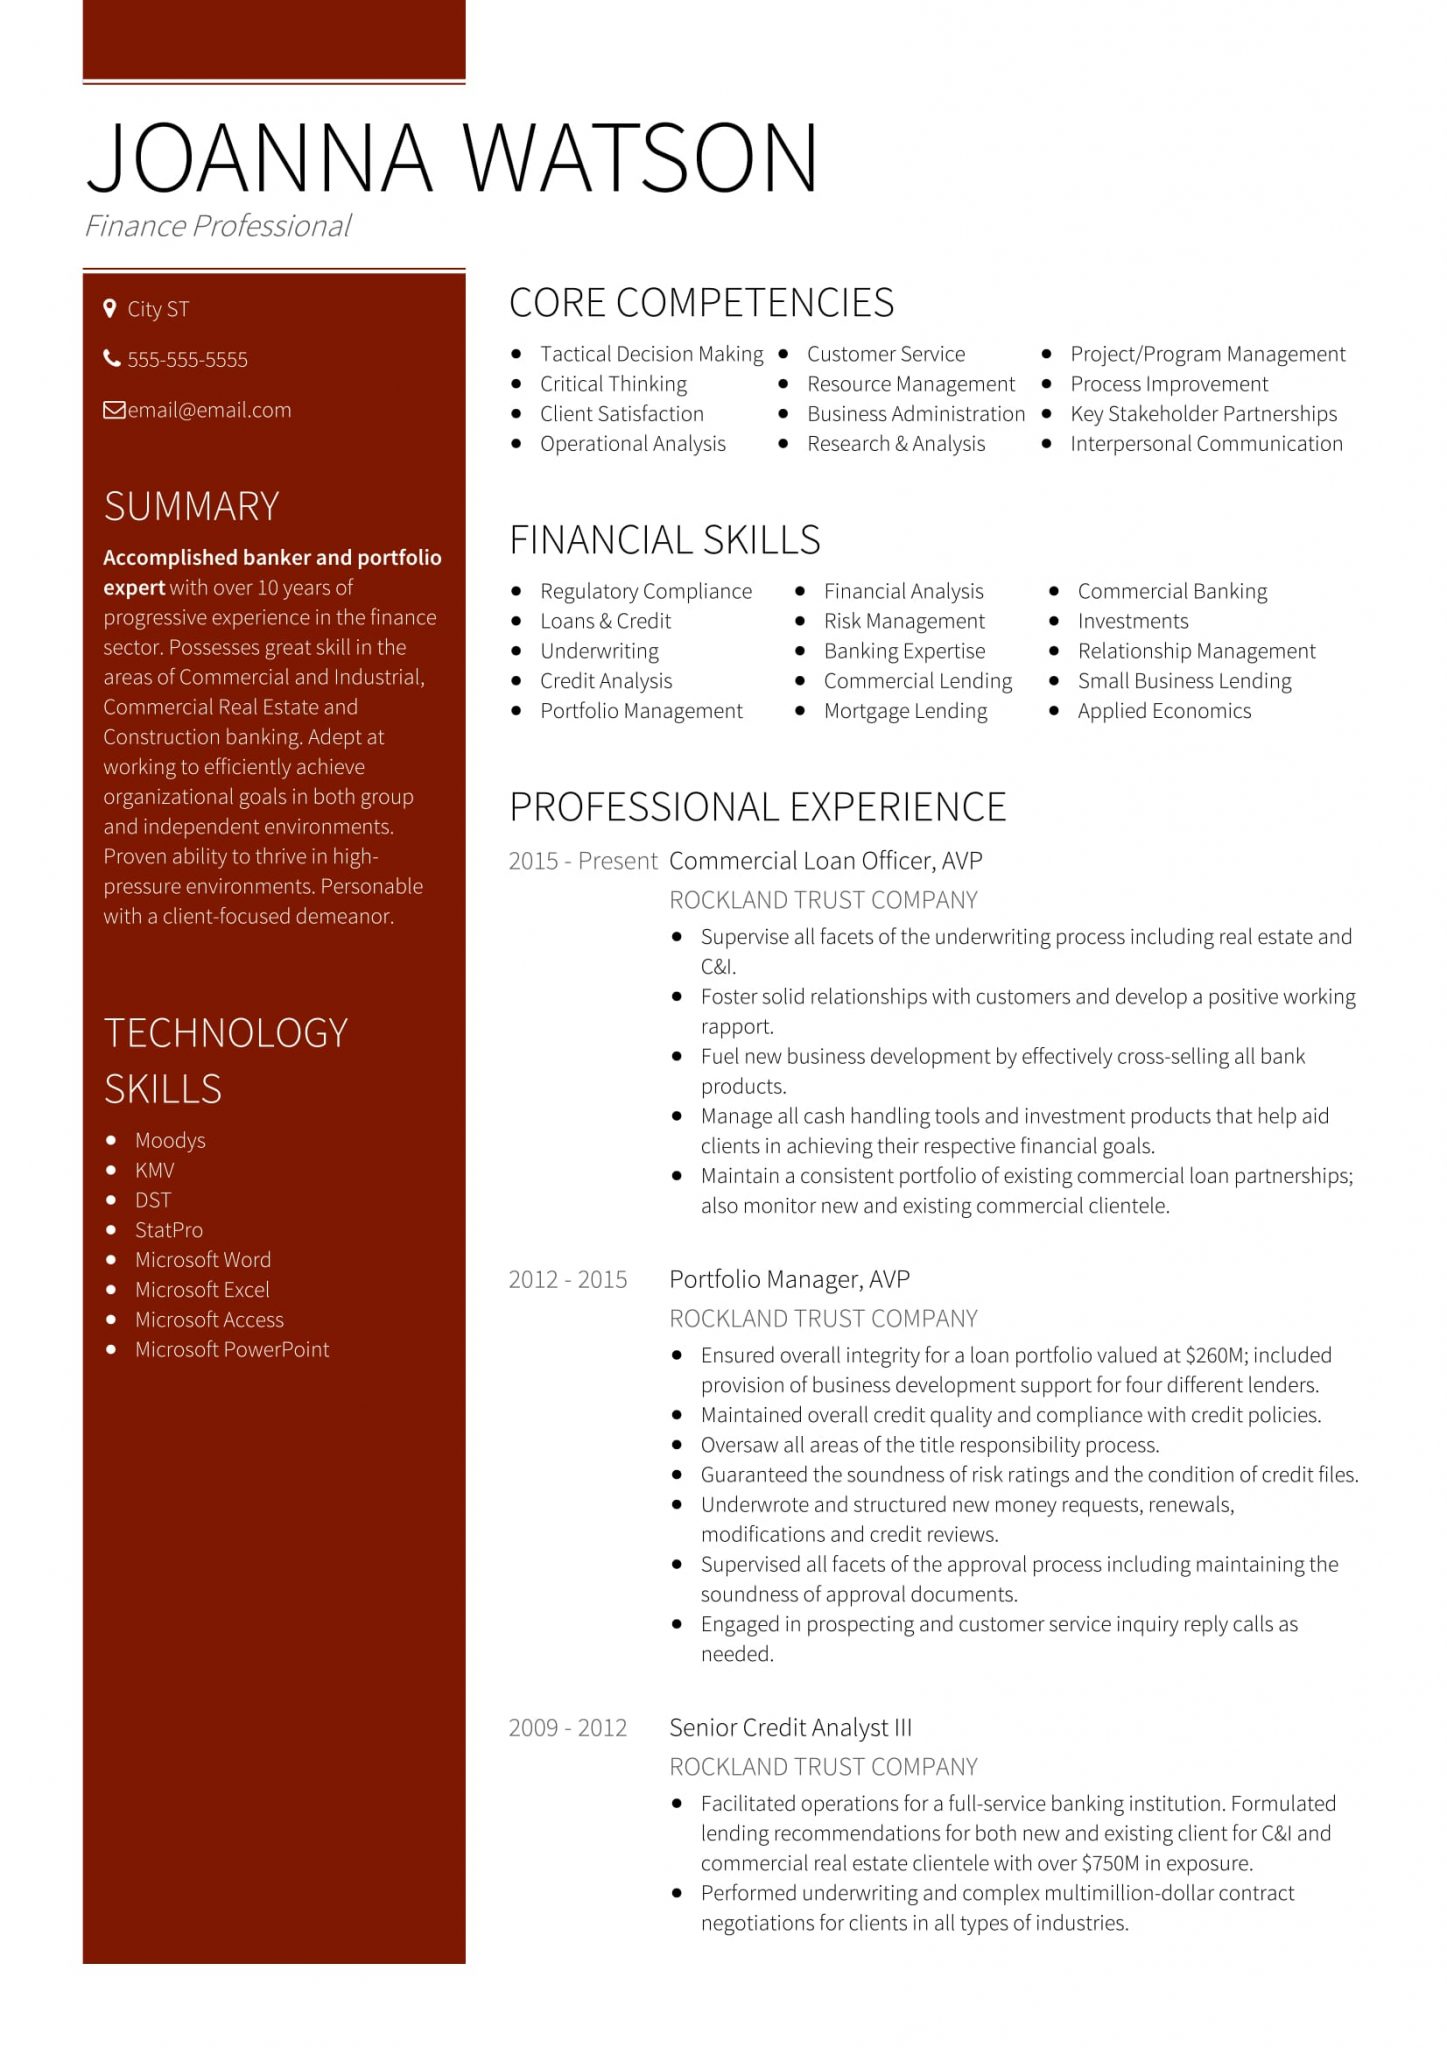 JOANNA WATSON
Finance Professional
City ST
555-555-5555
email@email.com
SUMMARY
Accomplished banker and portfolio
expert with over 10 years of
progressive experience in the finance
sector. Possesses great skill in the
areas of Commercial and Industrial,
Commercial Real Estate and
Construction banking. Adept at
working to efficiently achieve
organizational goals in both group
and independent environments.
Proven ability to thrive in high-
pressure environments. Personable
with a client-focused demeanor.
TECHNOLOGY
SKILLS
• Moodys
• KMV
• DST
• StatPro
• Microsoft Word
• Microsoft Excel
• Microsoft Access
• Microsoft PowerPoint
CORE COMPETENCIES
• Tactical Decision Making
• Critical Thinking
• Client Satisfaction
• Operational Analysis
• Customer Service
• Resource Management
• Business Administration
• Research & Analysis
• Project/Program Management
• Process Improvement
• Key Stakeholder Partnerships
• Interpersonal Communication
FINANCIAL SKILLS
• Regulatory Compliance
• Loans & Credit
• Underwriting
• Credit Analysis
• Portfolio Management
• Financial Analysis
• Risk Management
• Banking Expertise
• Commercial Lending
• Mortgage Lending
• Commercial Banking
• Investments
• Relationship Management
• Small Business Lending
• Applied Economics
PROFESSIONAL EXPERIENCE
2015 - Present Commercial Loan Officer, AVP
ROCKLAND TRUST COMPANY
• Supervise all facets of the underwriting process including real estate and
C&I.
• Foster solid relationships with customers and develop a positive working
rapport.
• Fuel new business development by effectively cross-selling all bank
products.
• Manage all cash handling tools and investment products that help aid
clients in achieving their respective financial goals.
• Maintain a consistent portfolio of existing commercial loan partnerships;
also monitor new and existing commercial clientele.
2012 - 2015 Portfolio Manager, AVP
ROCKLAND TRUST COMPANY
• Ensured overall integrity for a loan portfolio valued at $260M; included
provision of business development support for four different lenders.
• Maintained overall credit quality and compliance with credit policies.
• Oversaw all areas of the title responsibility process.
• Guaranteed the soundness of risk ratings and the condition of credit files.
• Underwrote and structured new money requests, renewals,
modifications and credit reviews.
• Supervised all facets of the approval process including maintaining the
soundness of approval documents.
• Engaged in prospecting and customer service inquiry reply calls as
needed.
2009 - 2012 Senior Credit Analyst III
ROCKLAND TRUST COMPANY
• Facilitated operations for a full-service banking institution. Formulated
lending recommendations for both new and existing client for C&I and
commercial real estate clientele with over $750M in exposure.
• Performed underwriting and complex multimillion-dollar contract
negotiations for clients in all types of industries.